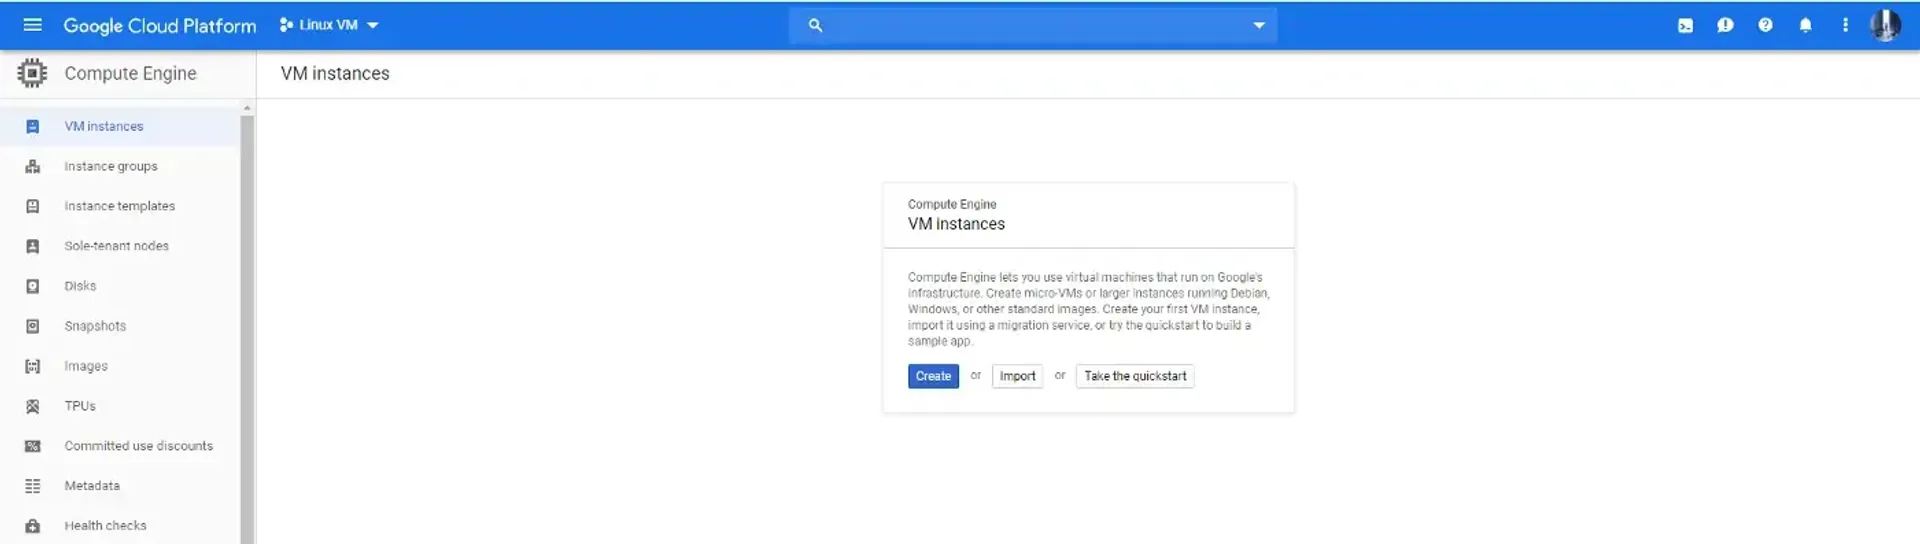 Google Cloud Platform
Linux VM
Compute Engine
VM instances
VM instances
Instance groups
Instance templates
Sole-tenant nodes
Disks
Snapshots
Images
TPUs
Committed use discounts
Metadata
Health checks
Compute Engine
VM instances
Compute Engine lets you use virtual machines that run on Google's
infrastructure. Create micro-VMs or larger instances running Debian,
Windows, or other standard images. Create your first VM instance,
import it using a migration service, or try the quickstart to build a
sample app.
Create or Import or Take the quickstart